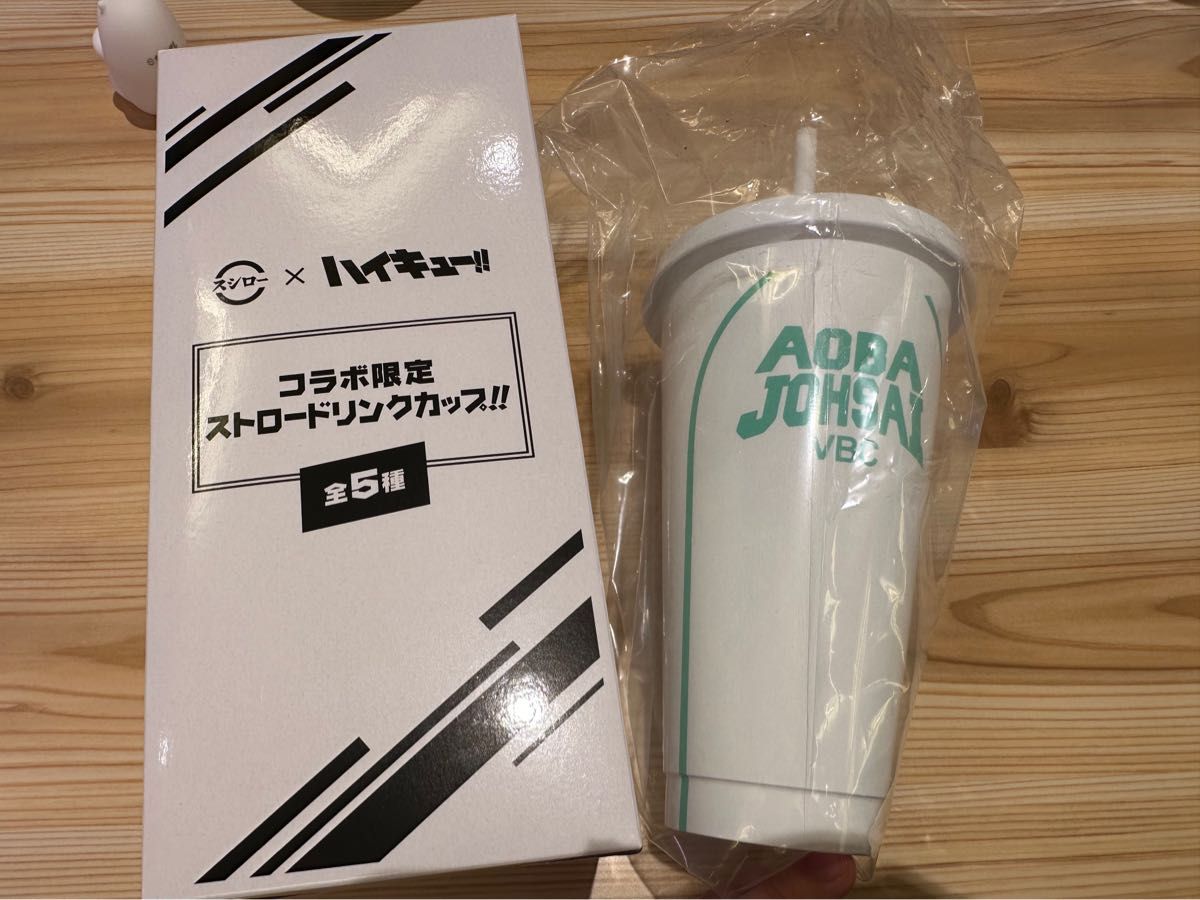 スシロー × ハイキュー!!
コラボ限定
ストロードリンクカップ!!
全5種
AOBA
JOHSAI
VBC